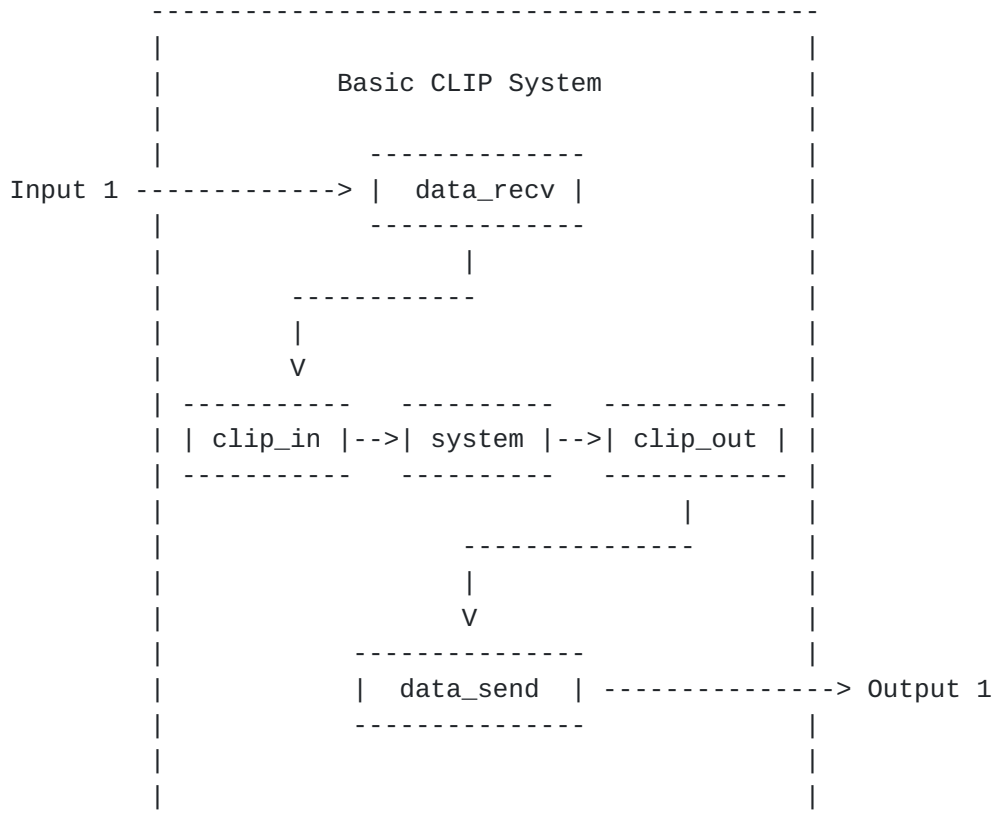 Basic CLIP System
Input 1 -------------> | data_recv |
| clip_in |-->| system |-->| clip_out |
| data_send | ---------------> Output 1